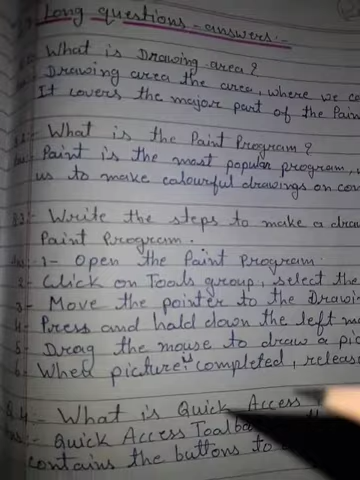 Long questions-answers:-
What is Drawing area?
Drawing area the area, where we
It covers the major part of the Pain
What is the Paint Program?
Paint is the most popular program,
us to make colourful drawings on
Write the steps to make a dra
Paint Program.
1- Open the Paint Program.
2- Click on Tools group, select the
3- Move the pointer to the Drawi
4- Press and hold down the left m
5- Drag the mouse to draw a pic
6- When picture is completed, releas
Q.4- What is Quick Access
Quick Access Toolba
contains the buttons to